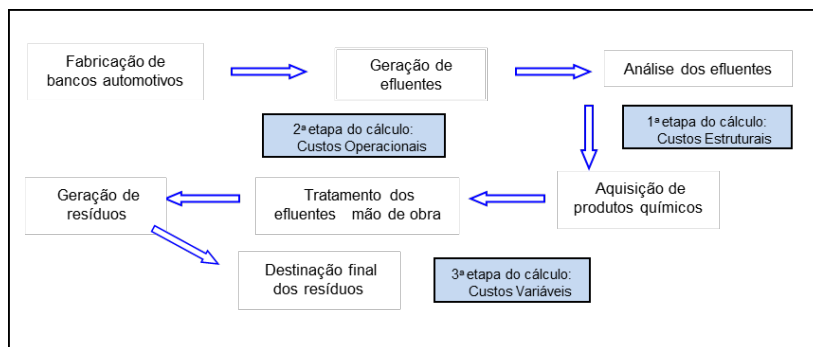 Fabricação de
bancos automotivos
Geração de
efluentes
Análise dos efluentes
2ª etapa do cálculo:
Custos Operacionais
1ª etapa do cálculo:
Custos Estruturais
Geração de
resíduos
Tratamento dos
efluentes mão de obra
Aquisição de
produtos químicos
Destinação final
dos resíduos
3ª etapa do cálculo:
Custos Variáveis